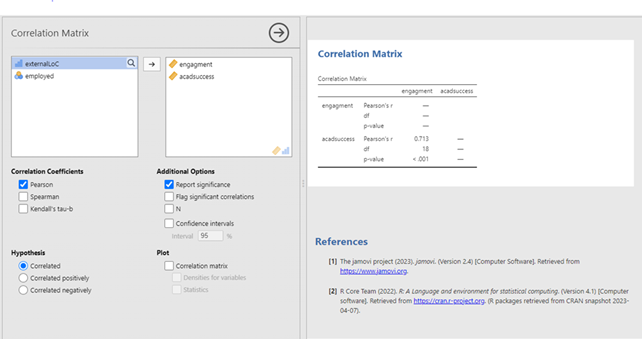 Correlation Matrix
externalLoC
employed
engagment
acadsuccess
Correlation Coefficients
Pearson
Spearman
Kendall's tau-b
Hypothesis
Correlated
Correlated positively
Correlated negatively
Additional Options
Report significance
Flag significant correlations
N
Confidence intervals
Interval 95 %
Plot
Correlation matrix
Densities for variables
Statistics
Correlation Matrix
Correlation Matrix
engagment acadsuccess
engagment Pearson's r —
df —
p-value —
acadsuccess Pearson's r 0.713 —
df 18 —
p-value < .001 —
References
[1] The jamovi project (2023). jamovi. (Version 2.4) [Computer Software]. Retrieved from
https://www.jamovi.org.
[2] R Core Team (2022). R: A Language and environment for statistical computing. (Version 4.1) [Computer
software]. Retrieved from https://cran.r-project.org. (R packages retrieved from CRAN snapshot 2023-
04-07).